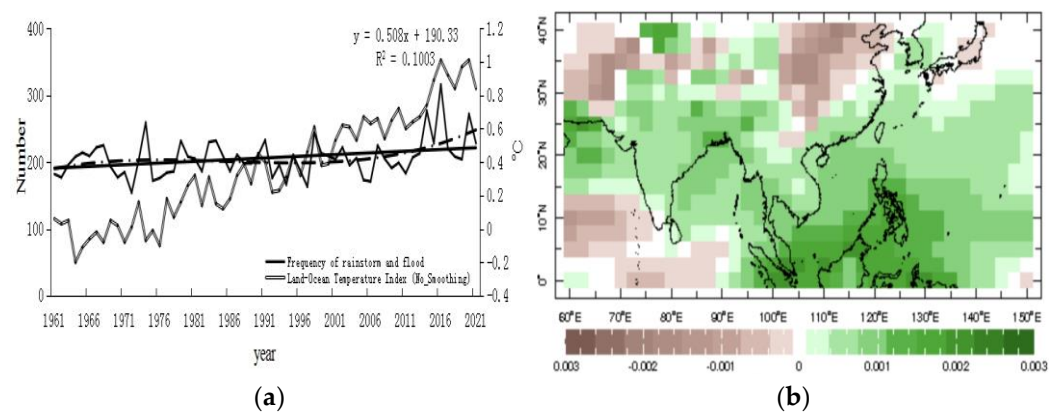 (a)
y = 0.508x + 190.33
R² = 0.1003
Number
400
300
200
100
0
1.2
1
0.8
0.6
0.4
0.2
0
-0.2
-0.4
°C
Frequency of rainstorm and flood
Land-Ocean Temperature Index (No_Smoothing)
1961 1966 1971 1976 1981 1986 1991 1996 2001 2006 2011 2016 2021
year
(a)
(b)
40°N
30°N
20°N
10°N
0°
60°E 70°E 80°E 90°E 100°E 110°E 120°E 130°E 140°E 150°E
0.003 -0.002 -0.001 0.001 0.002 0.003
(b)